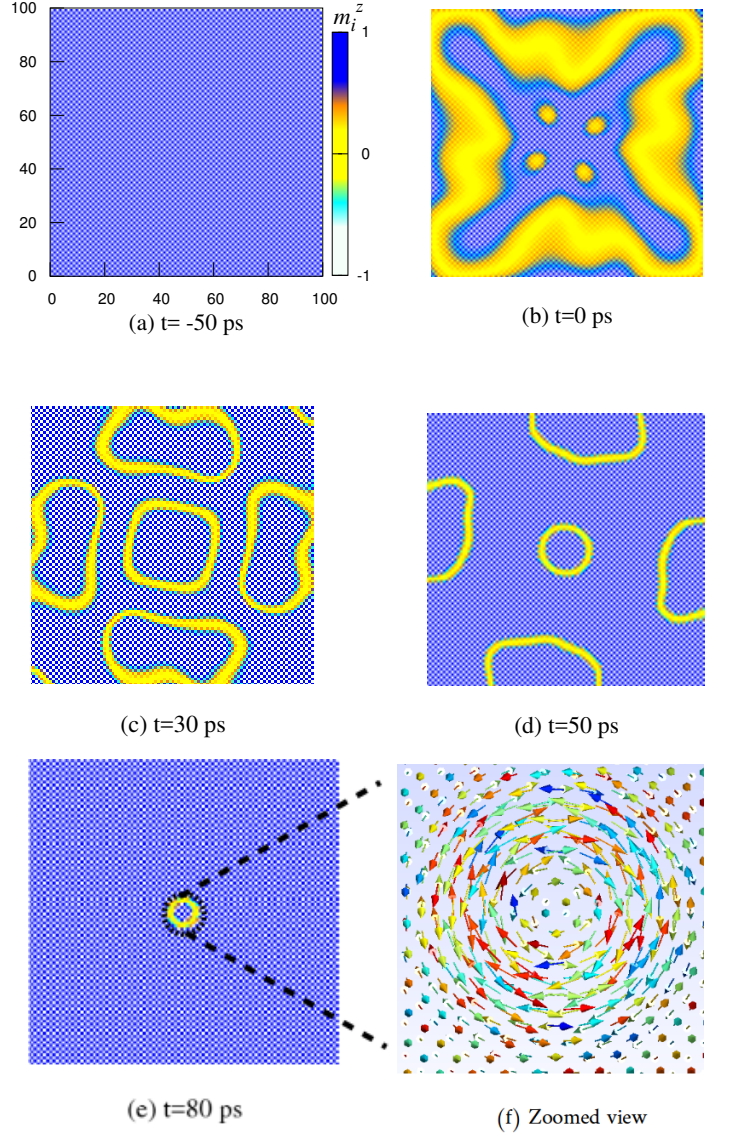 m_i^z
100
80
60
40
20
0
0 20 40 60 80 100
1
0
-1
(a) t= -50 ps
(b) t=0 ps
(c) t=30 ps
(d) t=50 ps
(e) t=80 ps
(f) Zoomed view